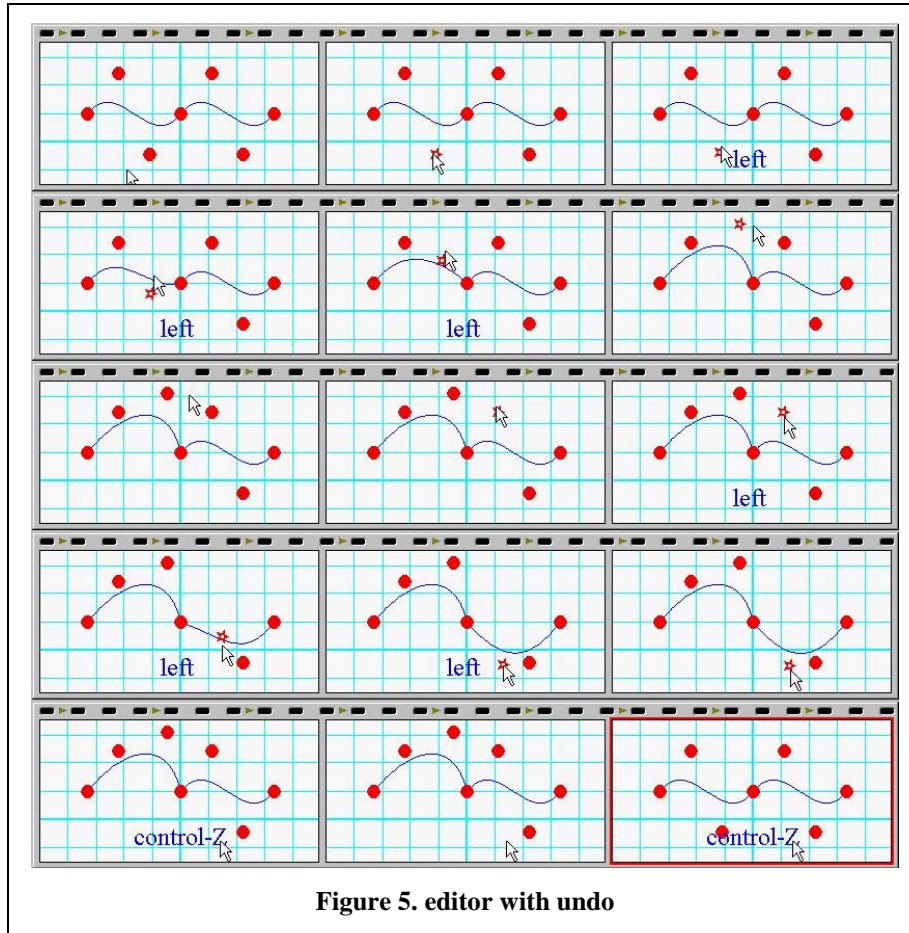 left
left
left
left
left
left
control-Z
control-Z
Figure 5. editor with undo